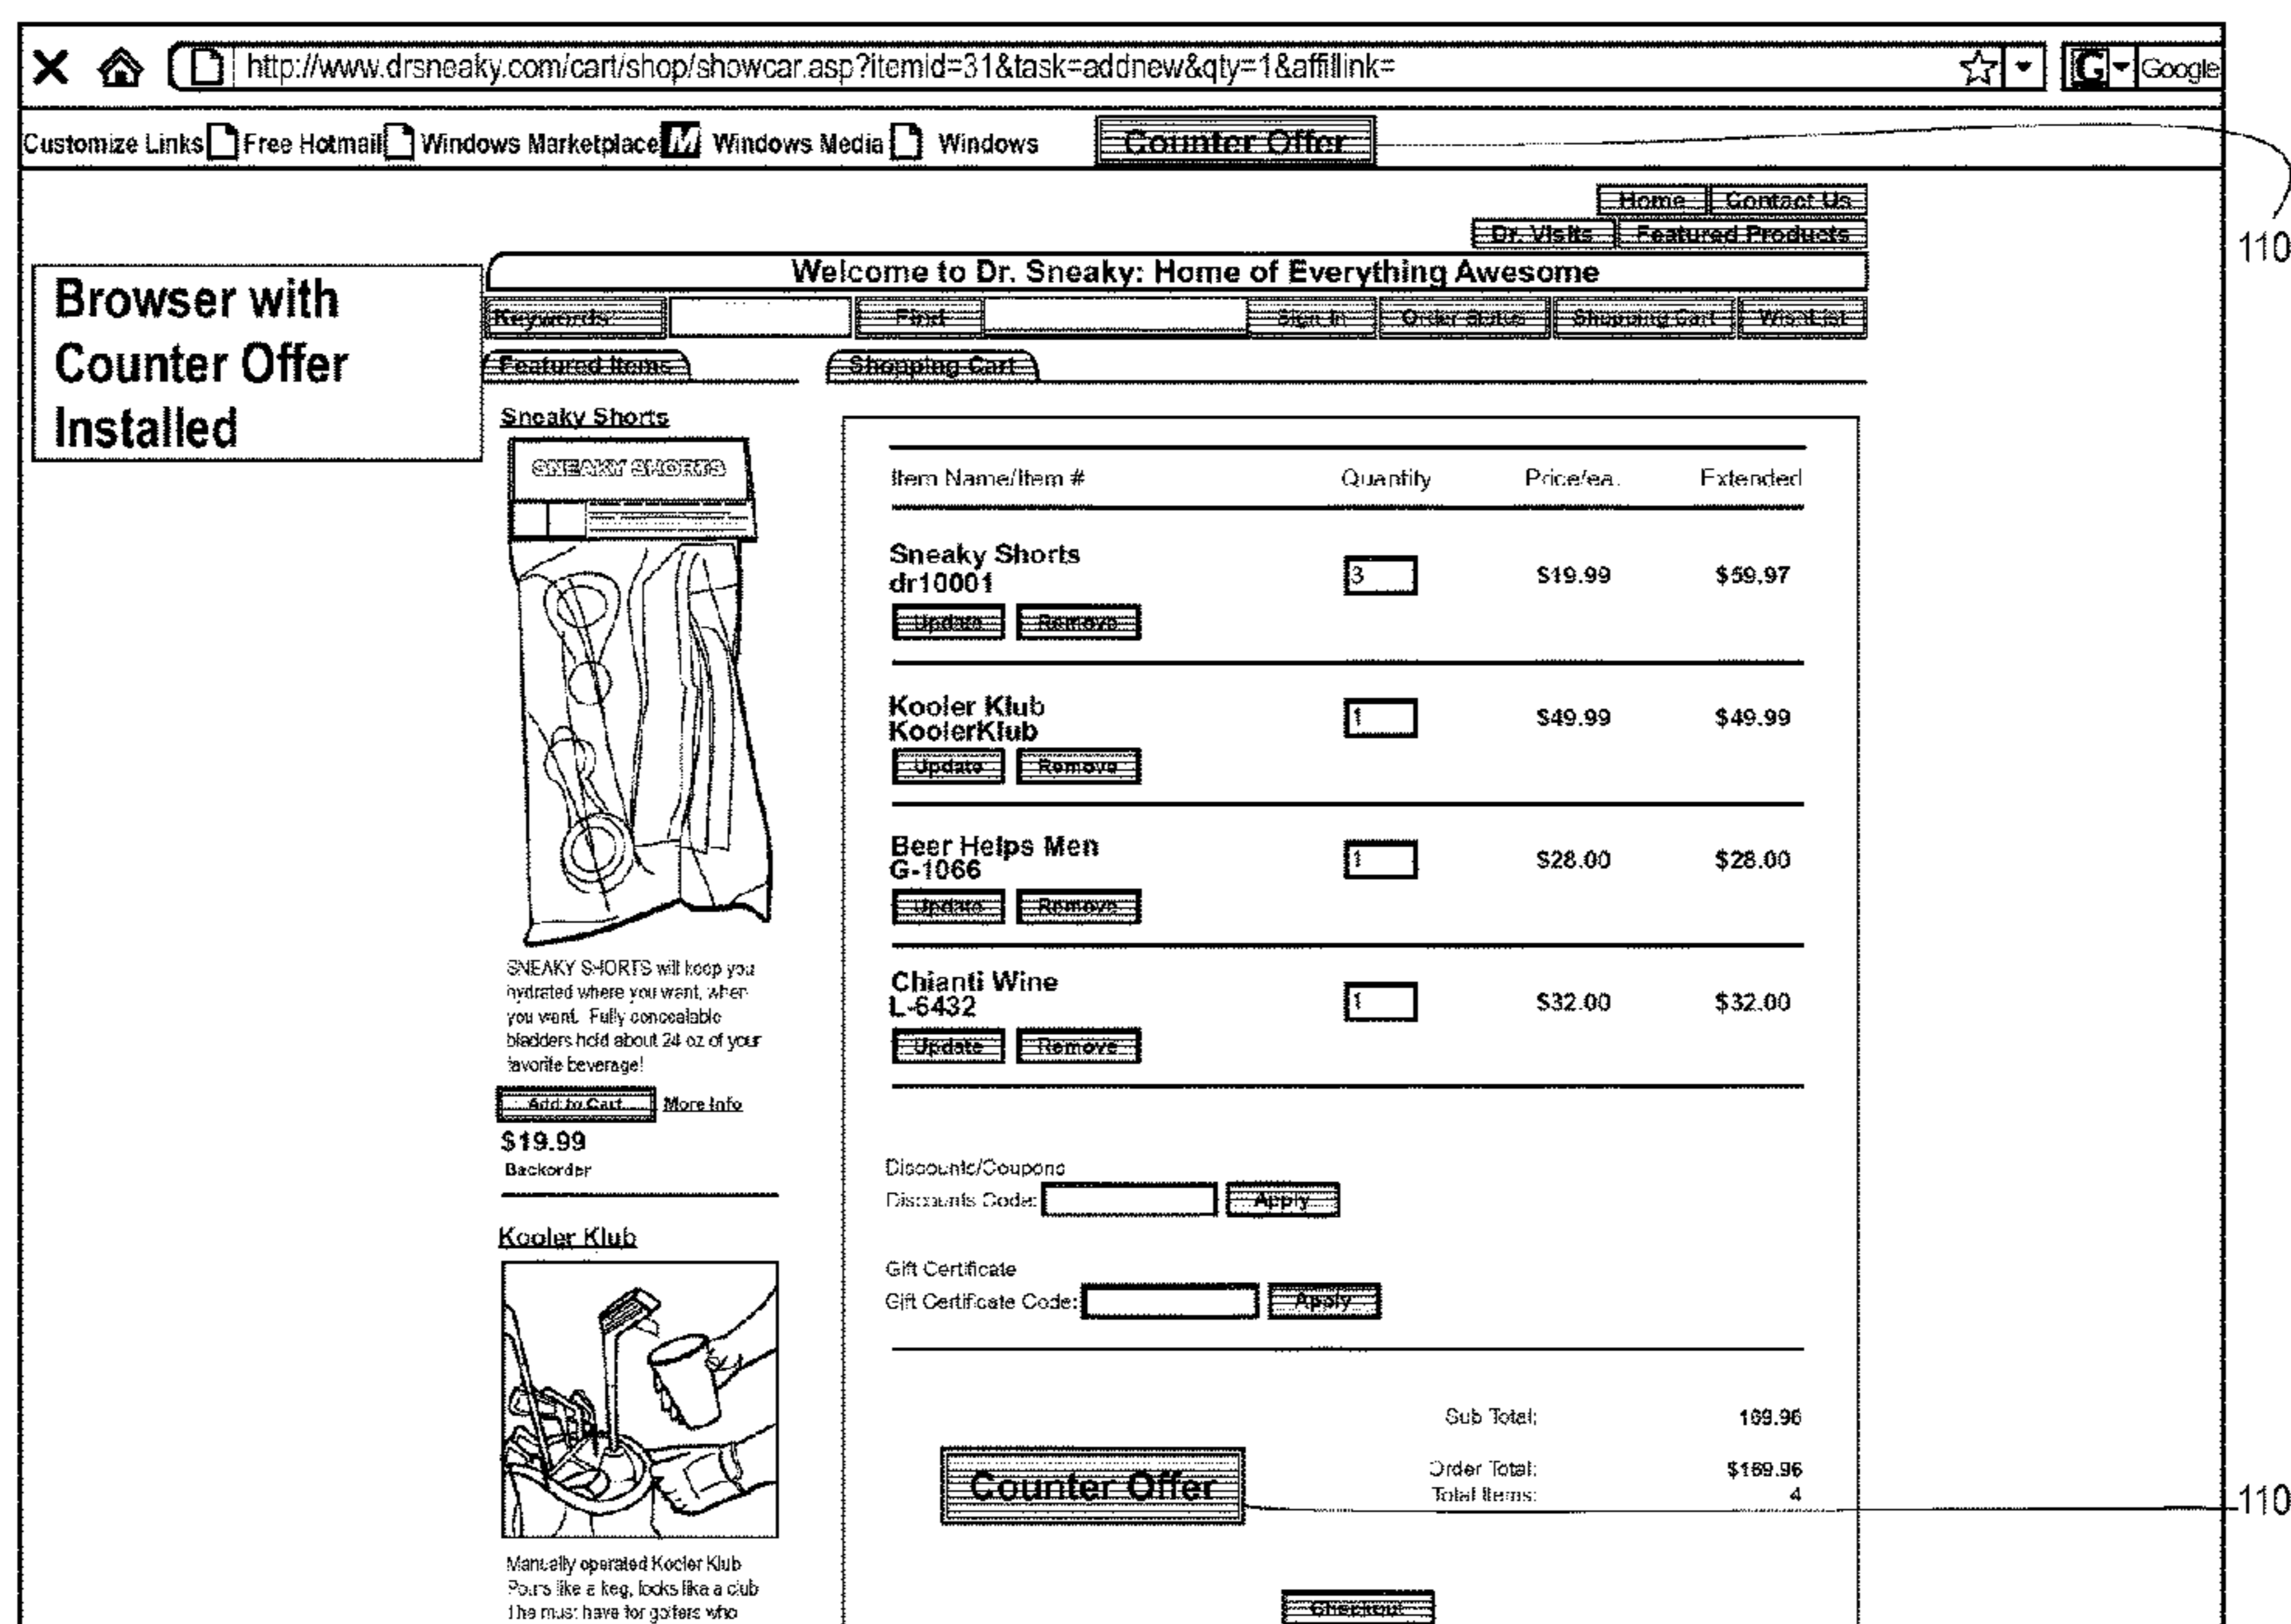 http://www.drsneaky.com/cart/shop/showcar.asp?itemid=31&task=addnew&qty=1&affillink=
G Google
Customize Links Free Hotmail Windows Marketplace M Windows Media Windows Counter Offer
Home Contact Us
Dr. Visits Featured Products
110
Welcome to Dr. Sneaky: Home of Everything Awesome
Browser with
Counter Offer
Installed
Keywords Find Sign In Order Status Shopping Cart WishList
Featured Items Shopping Cart
Sneaky Shorts
SNEAKY SHORTS
Item Name/Item # Quantity Price/ea. Extended
Sneaky Shorts
dr10001
3 $19.99 $59.97
Update Remove
Kooler Klub
KoolerKlub
1 $49.99 $49.99
Update Remove
Beer Helps Men
G-1066
1 $28.00 $28.00
Update Remove
Chianti Wine
L-6432
1 $32.00 $32.00
Update Remove
SNEAKY SHORTS will keep you
hydrated where you want, when
you want. Fully concealable
bladders hold about 24 oz of your
favorite beverage!
Add to Cart More Info
$19.99
Backorder
Discounts/Coupons
Discounts Code: Apply
Kooler Klub
Gift Certificate
Gift Certificate Code: Apply
Sub Total: 169.96
Order Total: $169.96
Total Items: 4
Counter Offer
110
Manually operated Kooler Klub
Pours like a keg, looks like a club
The must have for golfers who
Checkout